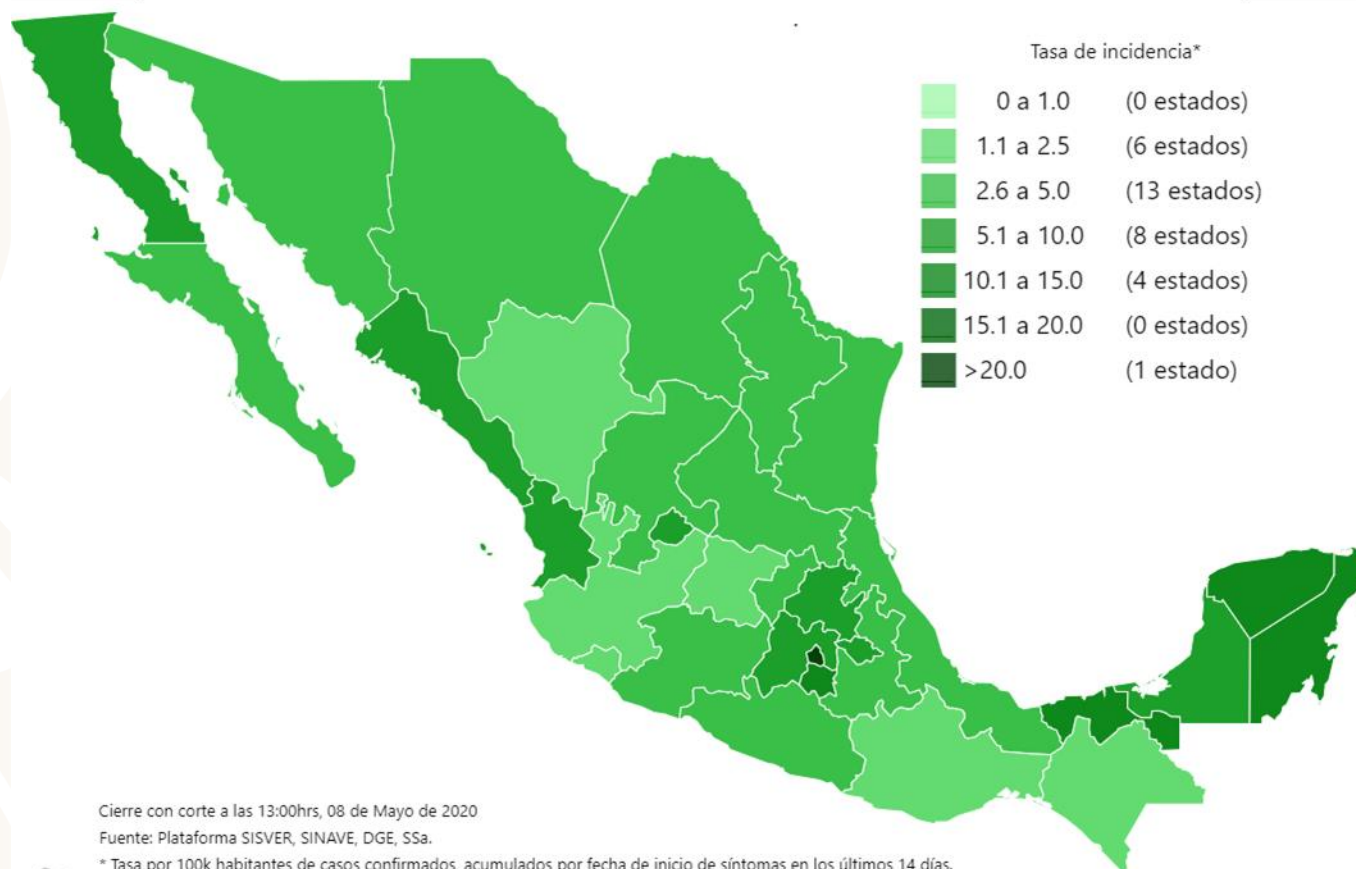 Tasa de incidencia*
0 a 1.0 (0 estados)
1.1 a 2.5 (6 estados)
2.6 a 5.0 (13 estados)
5.1 a 10.0 (8 estados)
10.1 a 15.0 (4 estados)
15.1 a 20.0 (0 estados)
>20.0 (1 estado)
Cierre con corte a las 13:00hrs, 08 de Mayo de 2020
Fuente: Plataforma SISVER, SINAVE, DGE, SSa.
* Tasa por 100k habitantes de casos confirmados, acumulados por fecha de inicio de síntomas en los últimos 14 días.